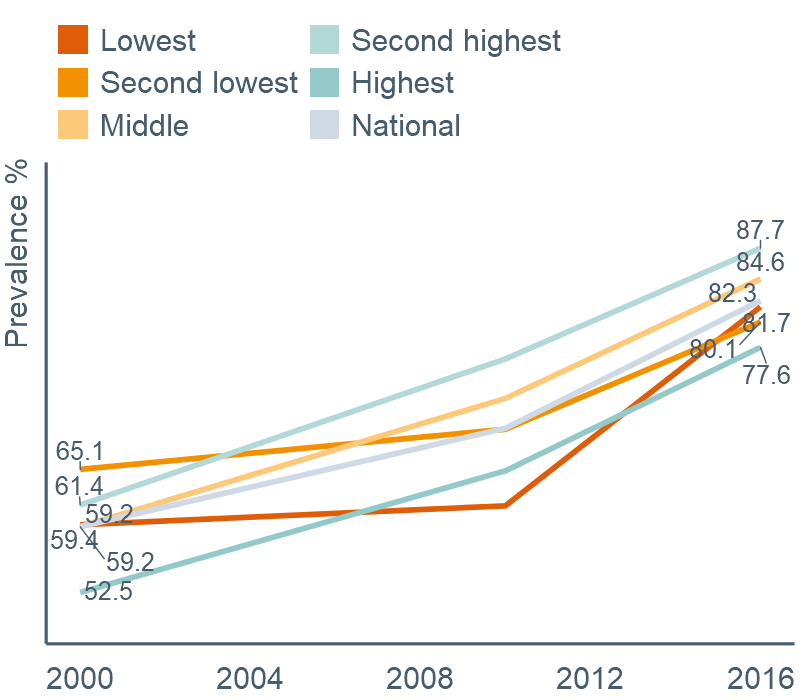 Lowest
Second lowest
Middle
Second highest
Highest
National
Prevalence %
87.7
84.6
82.3
81.7
80.1
77.6
65.1
61.4
59.2
59.4
59.2
52.5
2000 2004 2008 2012 2016